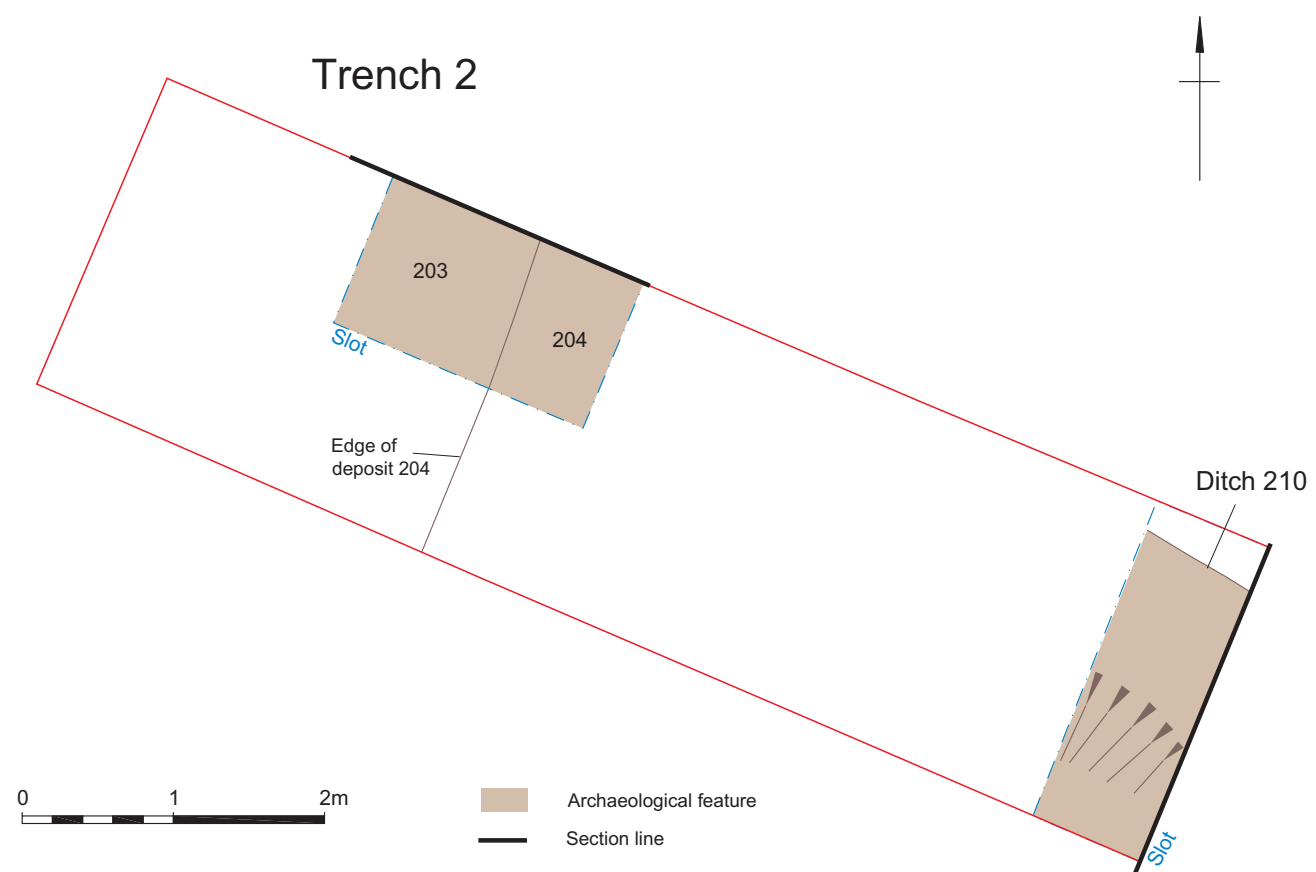 Trench 2
203
204
Slot
Edge of
deposit 204
Ditch 210
0 1 2m
Archaeological feature
Section line
Slot